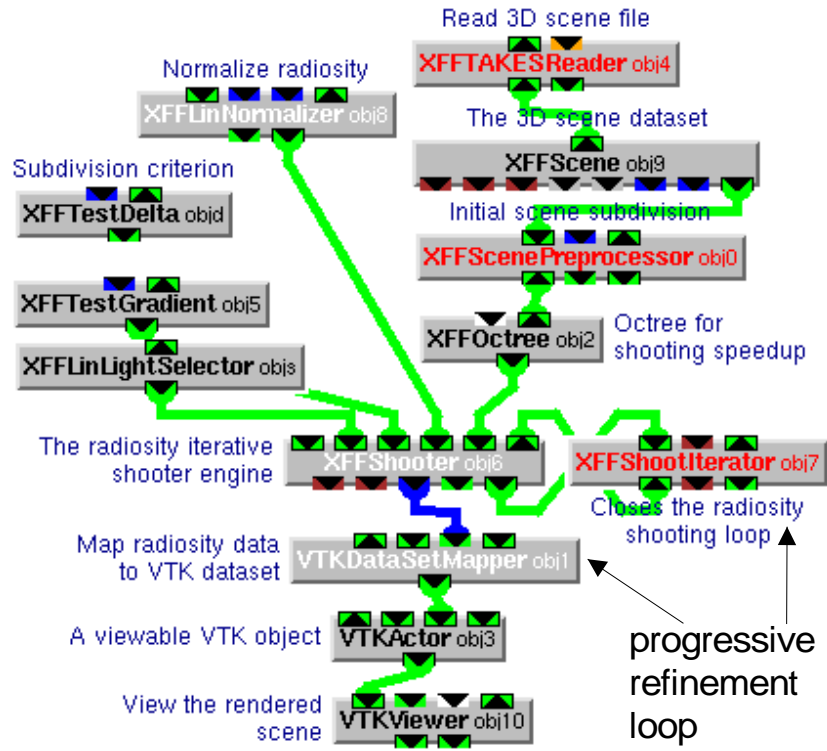 Read 3D scene file
XFFTAKESReader obj4
Normalize radiosity
XFFLinNormalizer obj8
The 3D scene dataset
XFFScene obj9
Subdivision criterion
XFFTestDelta objd
Initial scene subdivision
XFFScenePreprocessor obj0
XFFTestGradient obj5
XFFOctree obj2
Octree for
shooting speedup
XFFLinLightSelector objs
The radiosity iterative
shooter engine
XFFShooter obj6
XFFShootIterator obj7
Closes the radiosity
shooting loop
Map radiosity data
to VTK dataset
VTKDataSetMapper obj1
A viewable VTK object
VTKActor obj3
progressive
refinement
loop
View the rendered
scene
VTKViewer obj10